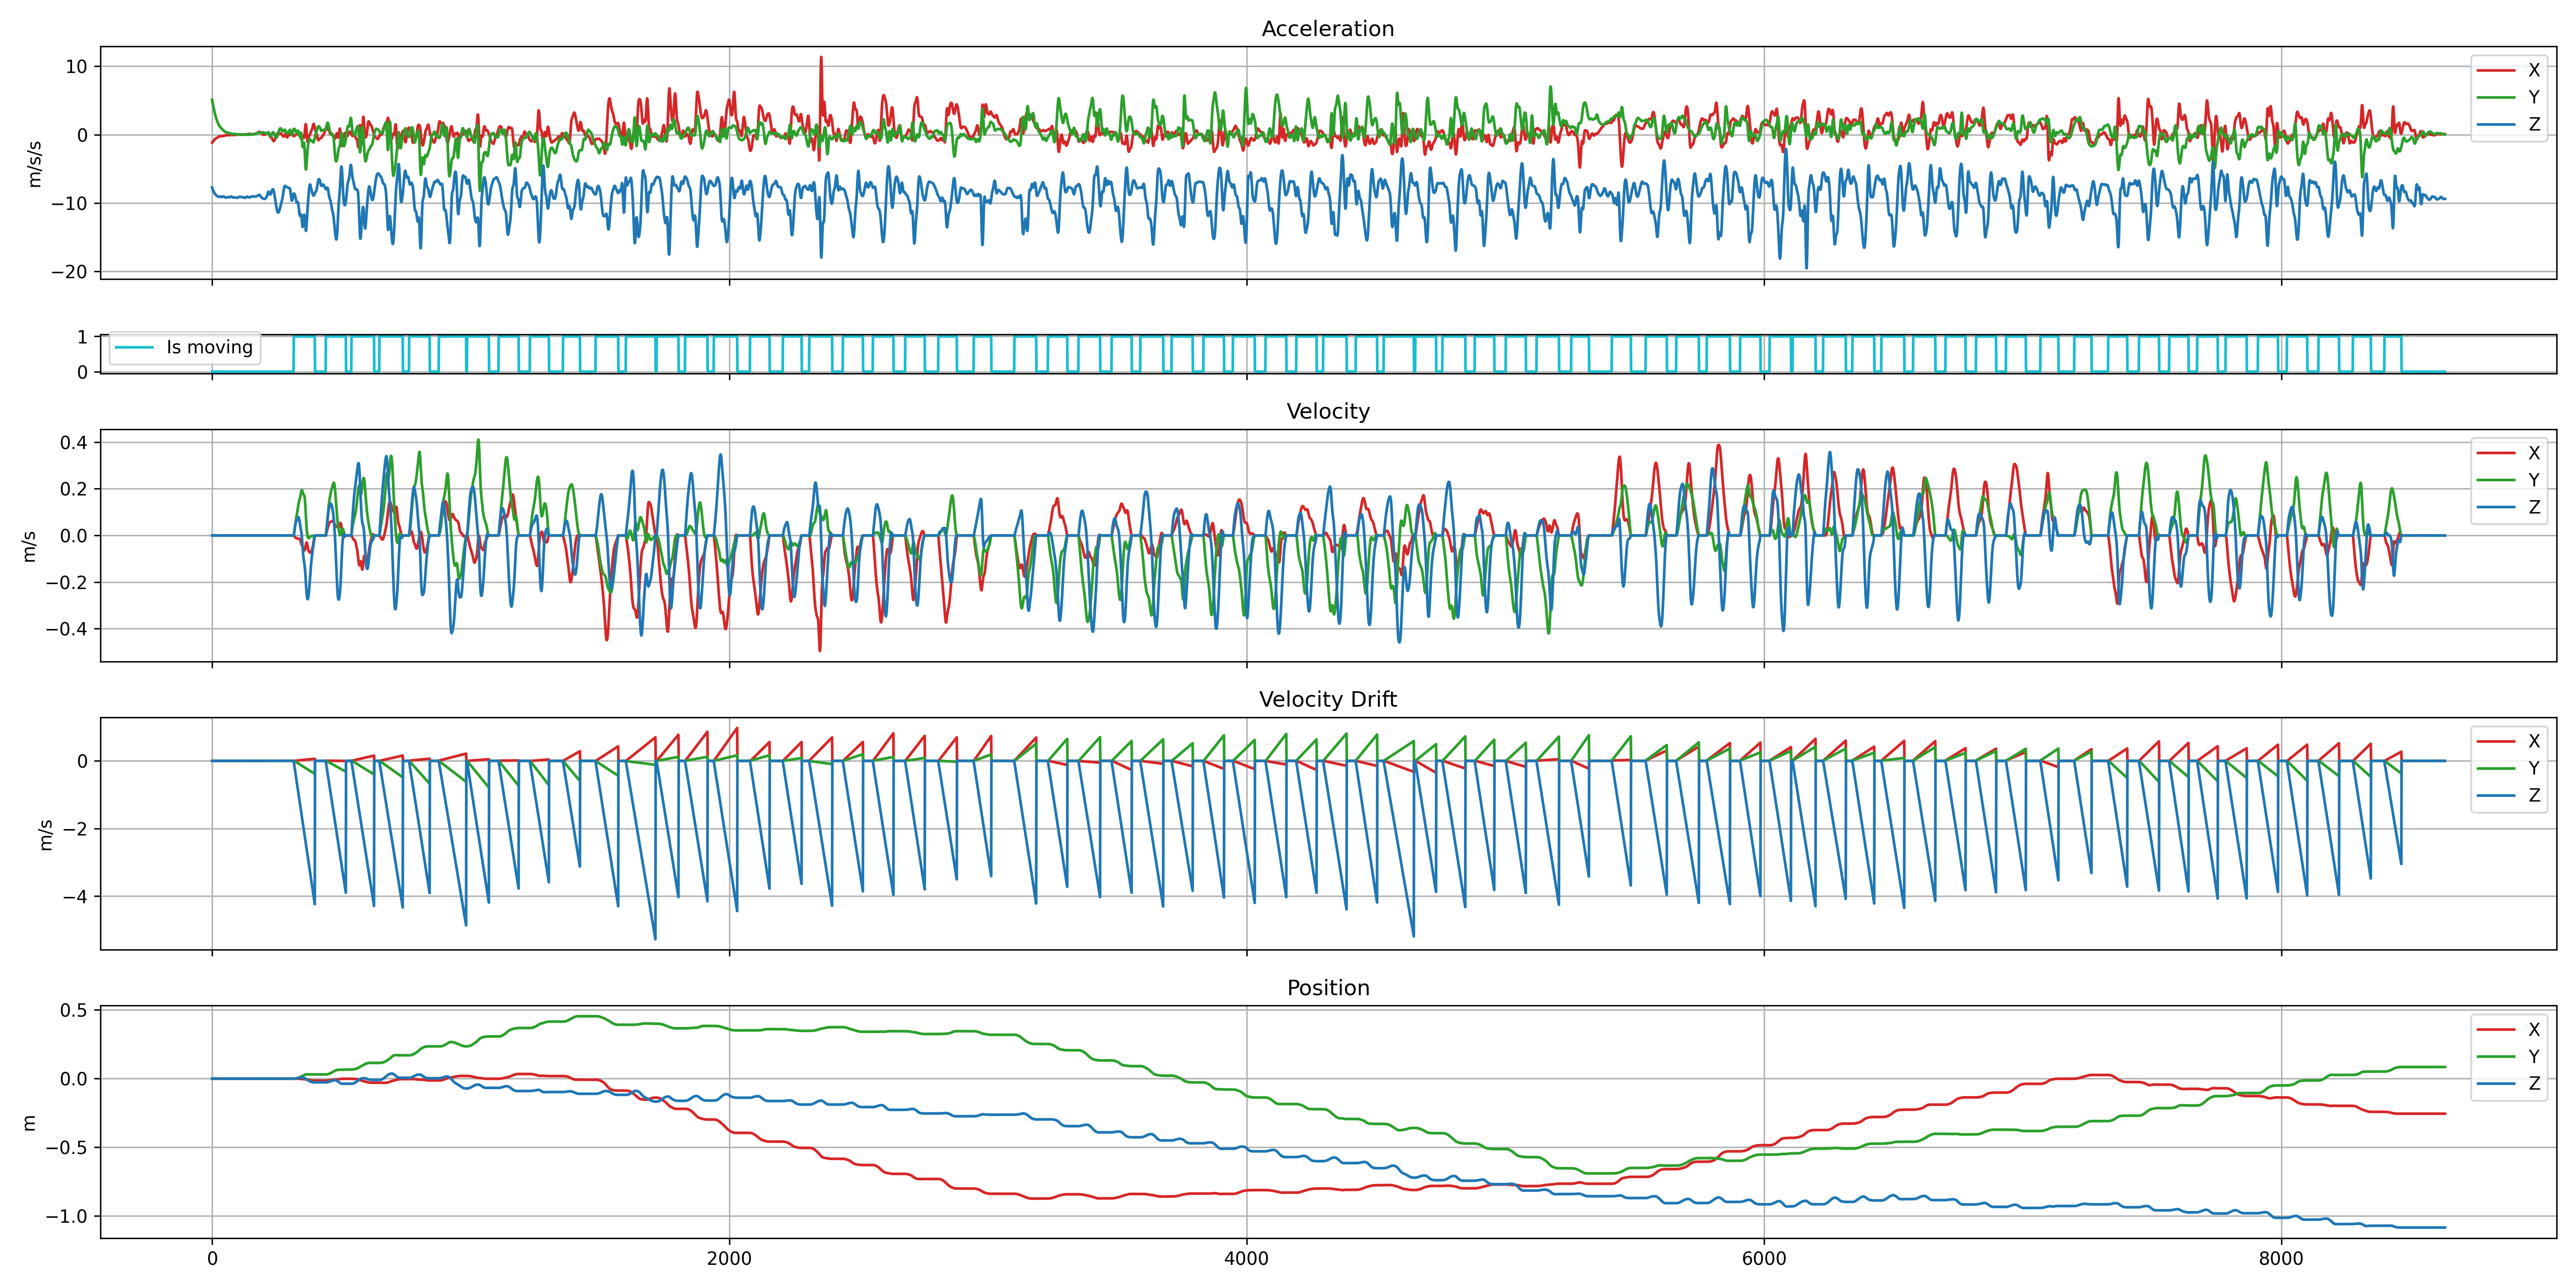 Acceleration
10
0
−10
−20
m/s/s
X
Y
Z
1
0
Is moving
Velocity
0.4
0.2
0.0
−0.2
−0.4
m/s
X
Y
Z
Velocity Drift
0
−2
−4
m/s
X
Y
Z
Position
0.5
0.0
−0.5
−1.0
m
X
Y
Z
0 2000 4000 6000 8000